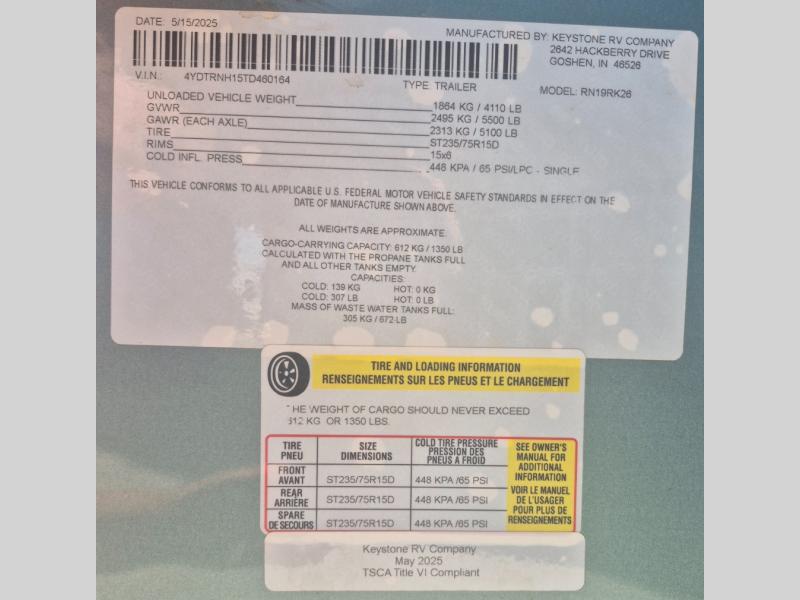 DATE: 5/15/2025
MANUFACTURED BY: KEYSTONE RV COMPANY
2642 HACKBERRY DRIVE
GOSHEN, IN 46526
V.I.N.: 4YDTRNH15TD460164
TYPE: TRAILER
MODEL: RN19RK26
UNLOADED VEHICLE WEIGHT 1864 KG / 4110 LB
GVWR 2495 KG / 5500 LB
GAWR (EACH AXLE) 2313 KG / 5100 LB
TIRE ST235/75R15D
RIMS 15x6
COLD INFL. PRESS 448 KPA / 65 PSI/LPC - SINGLE
THIS VEHICLE CONFORMS TO ALL APPLICABLE U.S. FEDERAL MOTOR VEHICLE SAFETY STANDARDS IN EFFECT ON THE
DATE OF MANUFACTURE SHOWN ABOVE.
ALL WEIGHTS ARE APPROXIMATE.
CARGO-CARRYING CAPACITY: 612 KG / 1350 LB
CALCULATED WITH THE PROPANE TANKS FULL
AND ALL OTHER TANKS EMPTY.
CAPACITIES:
COLD: 139 KG HOT: 0 KG
COLD: 307 LB HOT: 0 LB
MASS OF WASTE WATER TANKS FULL:
305 KG / 672 LB
TIRE AND LOADING INFORMATION
RENSEIGNEMENTS SUR LES PNEUS ET LE CHARGEMENT
THE WEIGHT OF CARGO SHOULD NEVER EXCEED
612 KG OR 1350 LBS.
TIRE
PNEU
SIZE
DIMENSIONS
COLD TIRE PRESSURE
PRESSION DES
PNEUS A FROID
FRONT
AVANT
ST235/75R15D
448 KPA /65 PSI
REAR
ARRIÈRE
ST235/75R15D
448 KPA /65 PSI
SPARE
DE SECOURS
ST235/75R15D
448 KPA /65 PSI
SEE OWNER'S
MANUAL FOR
ADDITIONAL
INFORMATION
VOIR LE MANUEL
DE L'USAGER
POUR PLUS DE
RENSEIGNEMENTS
Keystone RV Company
May 2025
TSCA Title VI Compliant